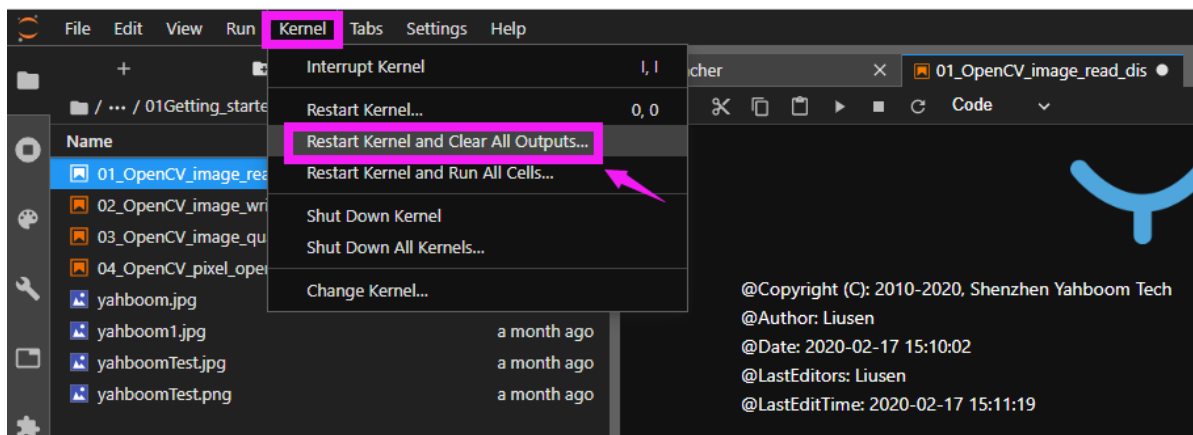 File Edit View Run Kernel Tabs Settings Help
Interrupt Kernel I, I
Restart Kernel... 0, 0
Restart Kernel and Clear All Outputs...
Restart Kernel and Run All Cells...
Shut Down Kernel
Shut Down All Kernels...
Change Kernel...
/ ··· / 01Getting_starte
Name
01_OpenCV_image_rea
02_OpenCV_image_wri
03_OpenCV_image_qu
04_OpenCV_pixel_oper
yahboom.jpg
yahboom1.jpg a month ago
yahboomTest.jpg a month ago
yahboomTest.png a month ago
cher 01_OpenCV_image_read_dis
Code
@Copyright (C): 2010-2020, Shenzhen Yahboom Tech
@Author: Liusen
@Date: 2020-02-17 15:10:02
@LastEditors: Liusen
@LastEditTime: 2020-02-17 15:11:19